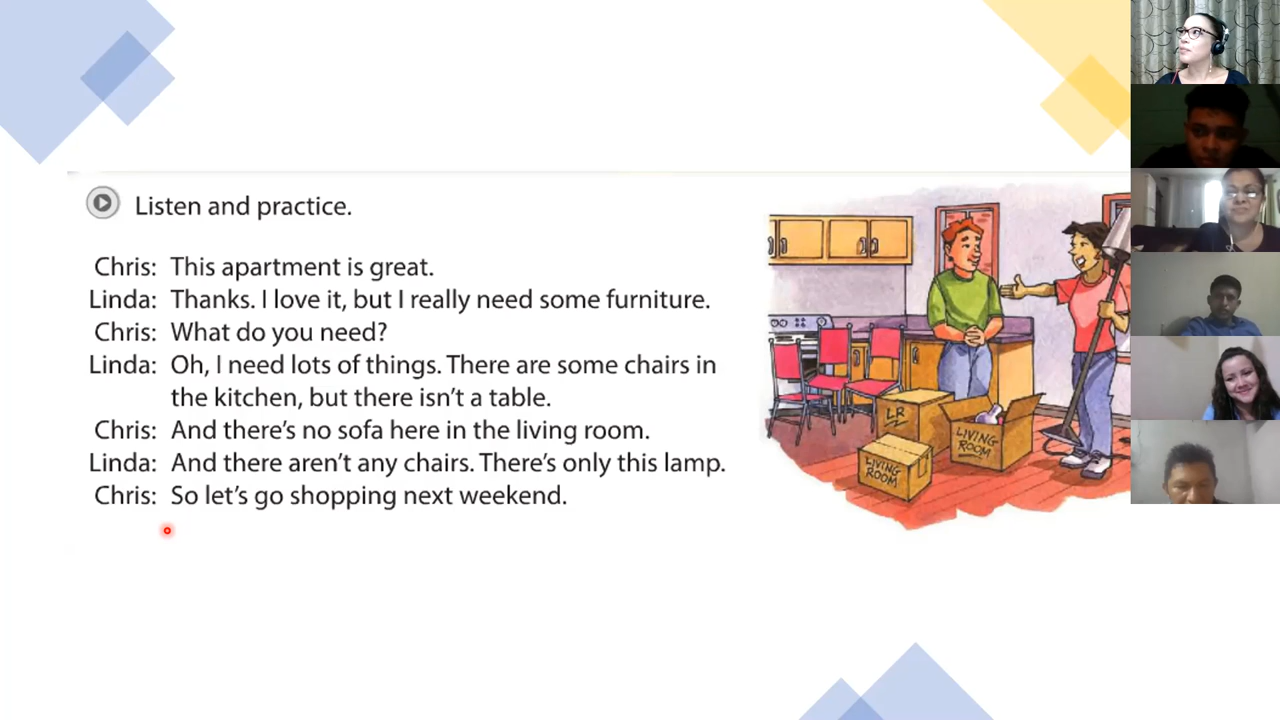 Listen and practice.
Chris: This apartment is great.
Linda: Thanks. I love it, but I really need some furniture.
Chris: What do you need?
Linda: Oh, I need lots of things. There are some chairs in
the kitchen, but there isn't a table.
Chris: And there's no sofa here in the living room.
Linda: And there aren't any chairs. There's only this lamp.
Chris: So let's go shopping next weekend.
LR
LIVING
ROOM
LIVING
ROOM